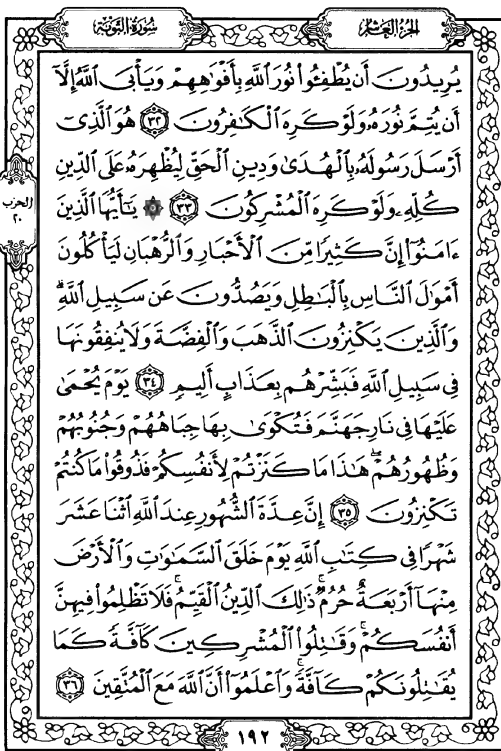 الجزء العاشر
سورة التوبة
يُرِيدُونَ أَن يُطْفِـُٔوا۟ نُورَ ٱللَّهِ بِأَفْوَٰهِهِمْ وَيَأْبَى ٱللَّهُ إِلَّآ
أَن يُتِمَّ نُورَهُۥ وَلَوْ كَرِهَ ٱلْكَـٰفِرُونَ ٣٢ هُوَ ٱلَّذِىٓ
أَرْسَلَ رَسُولَهُۥ بِٱلْهُدَىٰ وَدِينِ ٱلْحَقِّ لِيُظْهِرَهُۥ عَلَى ٱلدِّينِ
كُلِّهِۦ وَلَوْ كَرِهَ ٱلْمُشْرِكُونَ ٣٣ ۞ يَـٰٓأَيُّهَا ٱلَّذِينَ
ءَامَنُوٓا۟ إِنَّ كَثِيرًا مِّنَ ٱلْأَحْبَارِ وَٱلرُّهْبَانِ لَيَأْكُلُونَ
أَمْوَٰلَ ٱلنَّاسِ بِٱلْبَـٰطِلِ وَيَصُدُّونَ عَن سَبِيلِ ٱللَّهِ ۗ
وَٱلَّذِينَ يَكْنِزُونَ ٱلذَّهَبَ وَٱلْفِضَّةَ وَلَا يُنفِقُونَهَا
فِى سَبِيلِ ٱللَّهِ فَبَشِّرْهُم بِعَذَابٍ أَلِيمٍ ٣٤ يَوْمَ يُحْمَىٰ
عَلَيْهَا فِى نَارِ جَهَنَّمَ فَتُكْوَىٰ بِهَا جِبَاهُهُمْ وَجُنُوبُهُمْ
وَظُهُورُهُمْ ۖ هَـٰذَا مَا كَنَزْتُمْ لِأَنفُسِكُمْ فَذُوقُوا۟ مَا كُنتُمْ
تَكْنِزُونَ ٣٥ إِنَّ عِدَّةَ ٱلشُّهُورِ عِندَ ٱللَّهِ ٱثْنَا عَشَرَ
شَهْرًا فِى كِتَـٰبِ ٱللَّهِ يَوْمَ خَلَقَ ٱلسَّمَـٰوَٰتِ وَٱلْأَرْضَ
مِنْهَآ أَرْبَعَةٌ حُرُمٌ ۚ ذَٰلِكَ ٱلدِّينُ ٱلْقَيِّمُ ۚ فَلَا تَظْلِمُوا۟ فِيهِنَّ
أَنفُسَكُمْ ۚ وَقَـٰتِلُوا۟ ٱلْمُشْرِكِينَ كَآفَّةً كَمَا
يُقَـٰتِلُونَكُمْ كَآفَّةً ۚ وَٱعْلَمُوٓا۟ أَنَّ ٱللَّهَ مَعَ ٱلْمُتَّقِينَ ٣٦
الحزب
٢٠
١٩٢